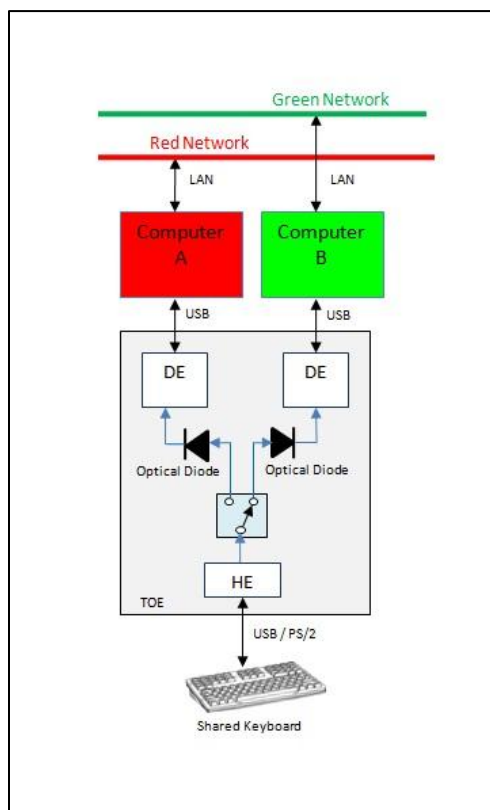 Green Network
Red Network
LAN
LAN
Computer
A
Computer
B
USB
USB
DE
DE
Optical Diode
Optical Diode
HE
TOE
USB / PS/2
Shared Keyboard